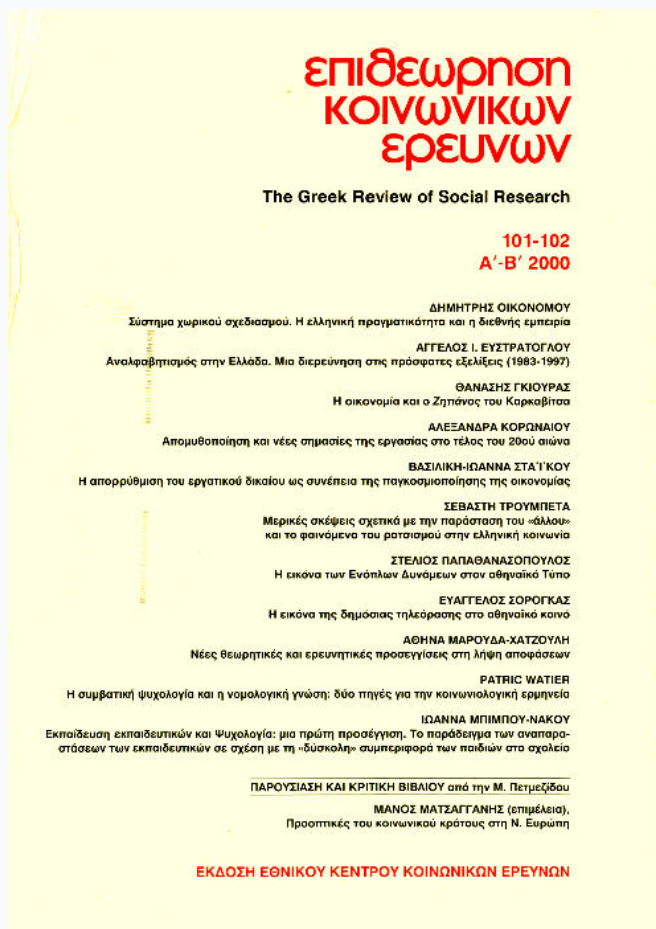 επιθεωρηση
κοινωνικων
ερευνων
The Greek Review of Social Research
101-102
Α΄-Β΄ 2000
ΔΗΜΗΤΡΗΣ ΟΙΚΟΝΟΜΟΥ
Σύστημα χωρικού σχεδιασμού. Η ελληνική πραγματικότητα και η διεθνής εμπειρία
ΑΓΓΕΛΟΣ Ι. ΕΥΣΤΡΑΤΟΓΛΟΥ
Αναλφαβητισμός στην Ελλάδα. Μια διερεύνηση στις πρόσφατες εξελίξεις (1983-1997)
ΘΑΝΑΣΗΣ ΓΚΙΟΥΡΑΣ
Η οικονομία και ο Ζητιάνος του Καρκαβίτσα
ΑΛΕΞΑΝΔΡΑ ΚΟΡΩΝΑΙΟΥ
Απομυθοποίηση και νέες σημασίες της εργασίας στο τέλος του 20ού αιώνα
ΒΑΣΙΛΙΚΗ-ΙΩΑΝΝΑ ΣΤΑ΄Ι΄ΚΟΥ
Η απορρύθμιση του εργατικού δικαίου ως συνέπεια της παγκοσμιοποίησης της οικονομίας
ΣΕΒΑΣΤΗ ΤΡΟΥΜΠΕΤΑ
Μερικές σκέψεις σχετικά με την παράσταση του «άλλου»
και το φαινόμενο του ρατσισμού στην ελληνική κοινωνία
ΣΤΕΛΙΟΣ ΠΑΠΑΘΑΝΑΣΟΠΟΥΛΟΣ
Η εικόνα των Ενόπλων Δυνάμεων στον αθηναϊκό Τύπο
ΕΥΑΓΓΕΛΟΣ ΣΟΡΟΓΚΑΣ
Η εικόνα της δημόσιας τηλεόρασης στο αθηναϊκό κοινό
ΑΘΗΝΑ ΜΑΡΟΥΔΑ-ΧΑΤΖΟΥΛΗ
Νέες θεωρητικές και ερευνητικές προσεγγίσεις στη λήψη αποφάσεων
PATRIC WATIER
Η συμβατική ψυχολογία και η νομολογική γνώση: δύο πηγές για την κοινωνιολογική ερμηνεία
ΙΩΑΝΝΑ ΜΠΙΜΠΟΥ-ΝΑΚΟΥ
Εκπαίδευση εκπαιδευτικών και Ψυχολογία: μια πρώτη προσέγγιση. Το παράδειγμα των αναπαρα-
στάσεων των εκπαιδευτικών σε σχέση με τη «δύσκολη» συμπεριφορά των παιδιών στο σχολείο
ΠΑΡΟΥΣΙΑΣΗ ΚΑΙ ΚΡΙΤΙΚΗ ΒΙΒΛΙΟΥ από την Μ. Πετμεζίδου
ΜΑΝΟΣ ΜΑΤΣΑΓΓΑΝΗΣ (επιμέλεια),
Προοπτικές του κοινωνικού κράτους στη Ν. Ευρώπη
ΕΚΔΟΣΗ ΕΘΝΙΚΟΥ ΚΕΝΤΡΟΥ ΚΟΙΝΩΝΙΚΩΝ ΕΡΕΥΝΩΝ